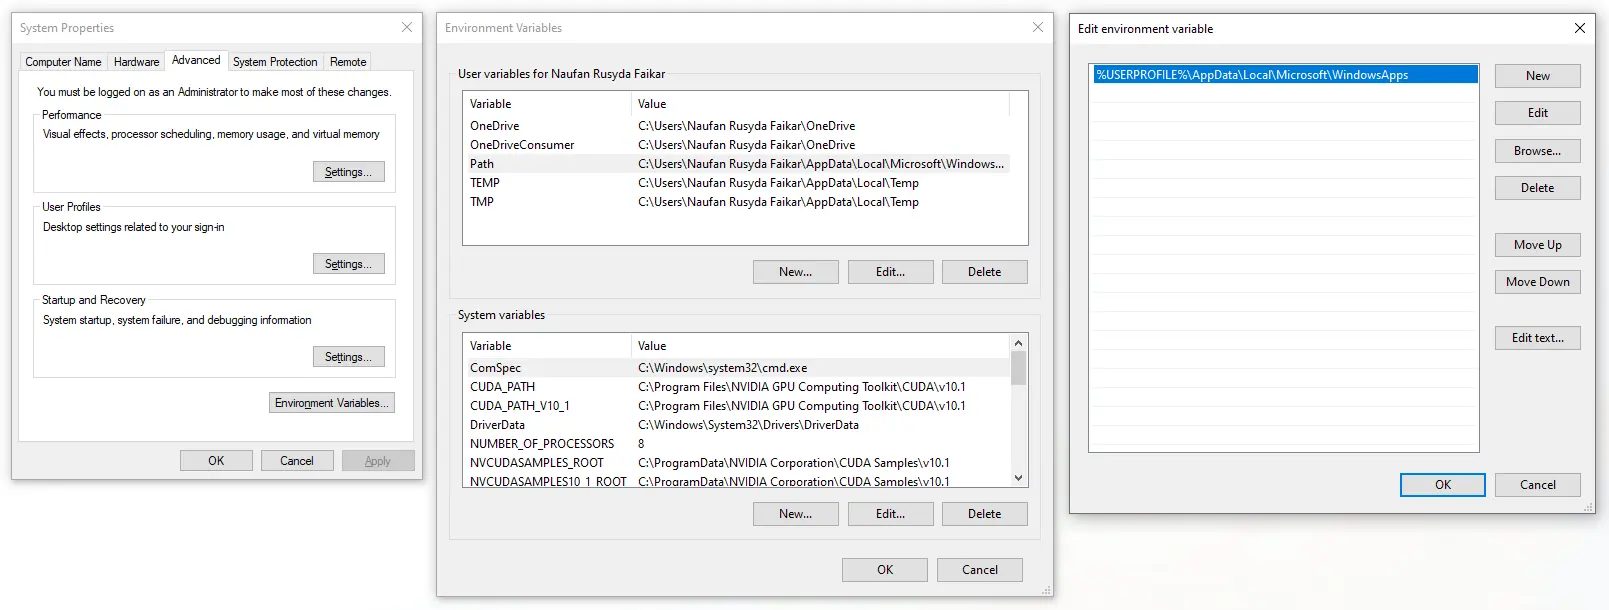 System Properties
Computer Name Hardware Advanced System Protection Remote
You must be logged on as an Administrator to make most of these changes.
Performance
Visual effects, processor scheduling, memory usage, and virtual memory
Settings...
User Profiles
Desktop settings related to your sign-in
Settings...
Startup and Recovery
System startup, system failure, and debugging information
Settings...
Environment Variables...
OK Cancel Apply
Environment Variables
User variables for Naufan Rusyda Faikar
Variable Value
OneDrive C:\Users\Naufan Rusyda Faikar\OneDrive
OneDriveConsumer C:\Users\Naufan Rusyda Faikar\OneDrive
Path C:\Users\Naufan Rusyda Faikar\AppData\Local\Microsoft\Windows...
TEMP C:\Users\Naufan Rusyda Faikar\AppData\Local\Temp
TMP C:\Users\Naufan Rusyda Faikar\AppData\Local\Temp
New... Edit... Delete
System variables
Variable Value
ComSpec C:\Windows\system32\cmd.exe
CUDA_PATH C:\Program Files\NVIDIA GPU Computing Toolkit\CUDA\v10.1
CUDA_PATH_V10_1 C:\Program Files\NVIDIA GPU Computing Toolkit\CUDA\v10.1
DriverData C:\Windows\System32\Drivers\DriverData
NUMBER_OF_PROCESSORS 8
NVCUDASAMPLES_ROOT C:\ProgramData\NVIDIA Corporation\CUDA Samples\v10.1
NVCUDASAMPLES10_1_ROOT C:\ProgramData\NVIDIA Corporation\CUDA Samples\v10.1
New... Edit... Delete
OK Cancel
Edit environment variable
%USERPROFILE%\AppData\Local\Microsoft\WindowsApps
New
Edit
Browse...
Delete
Move Up
Move Down
Edit text...
OK Cancel